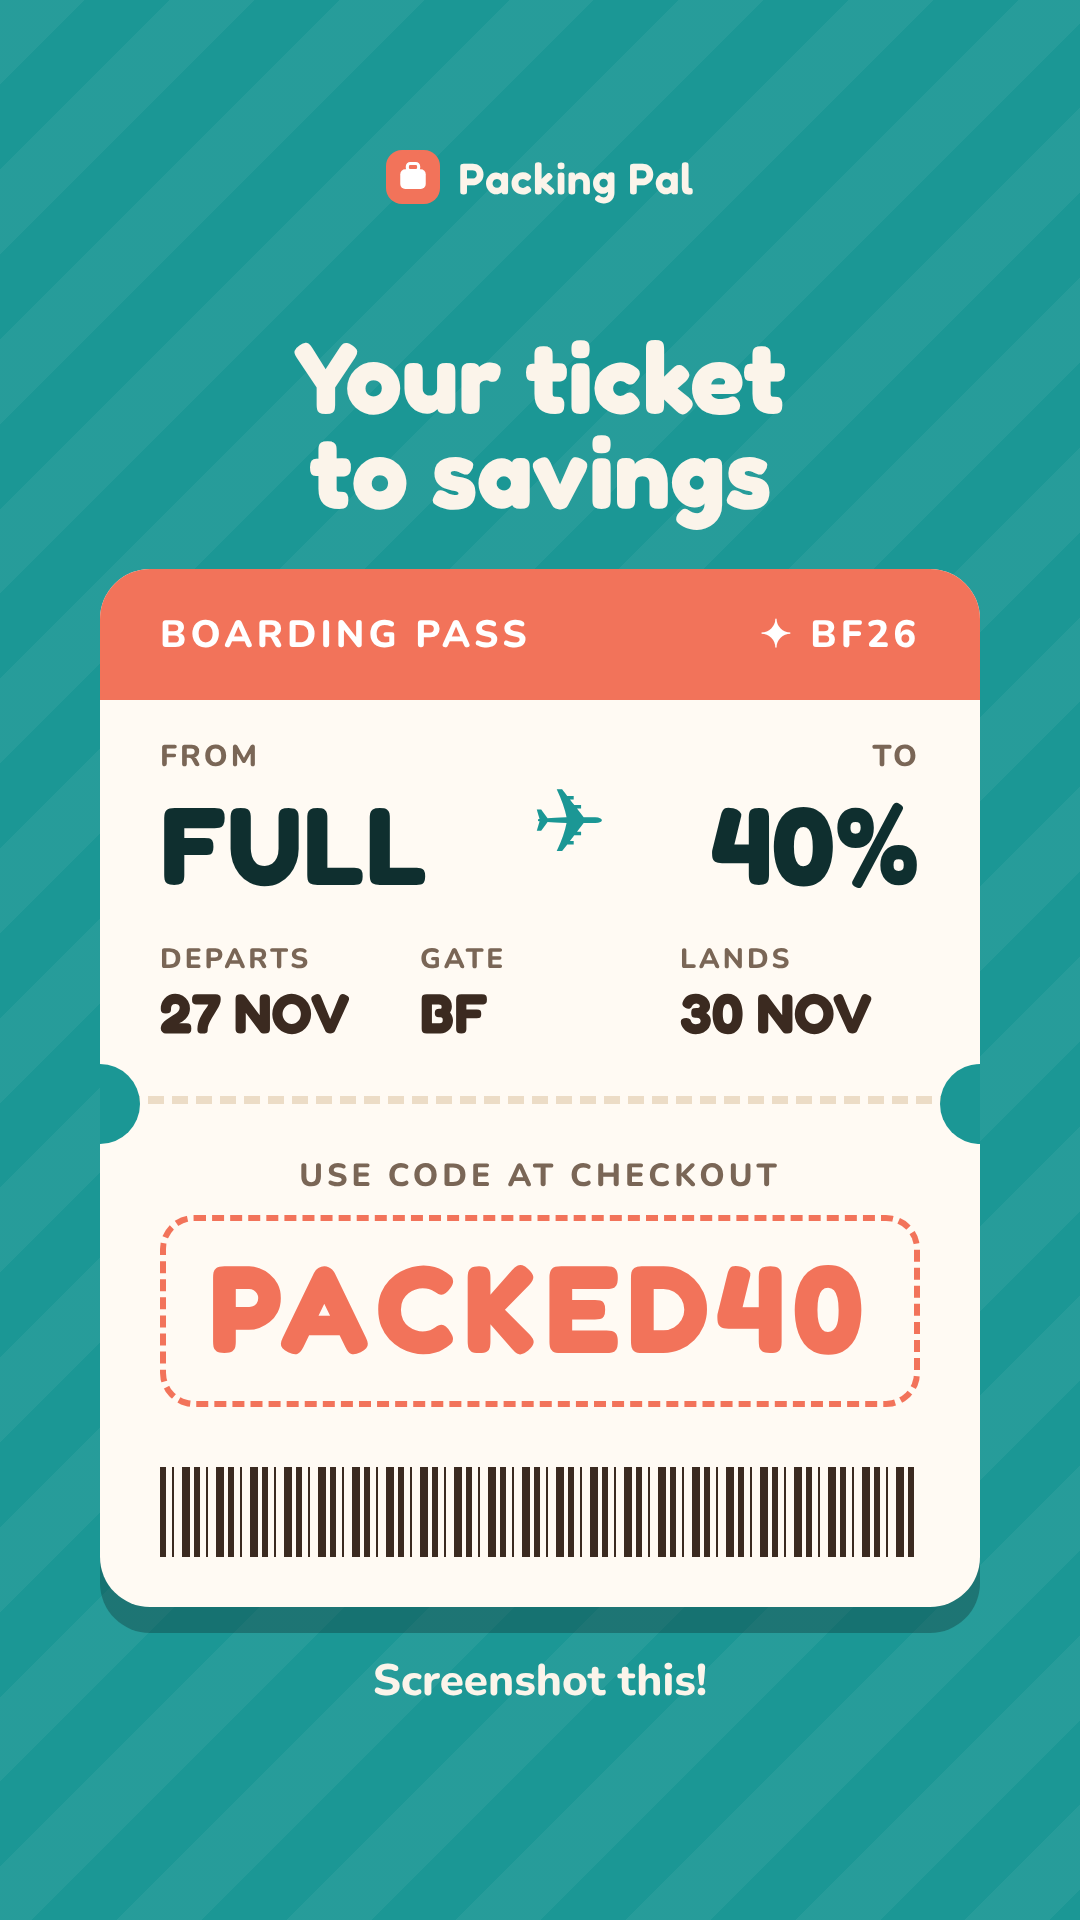 Packing Pal
Your ticket
to savings
BOARDING PASS ✦ BF26
FROM TO
FULL ✈ 40%
DEPARTS GATE LANDS
27 NOV BF 30 NOV
USE CODE AT CHECKOUT
PACKED40
Screenshot this!